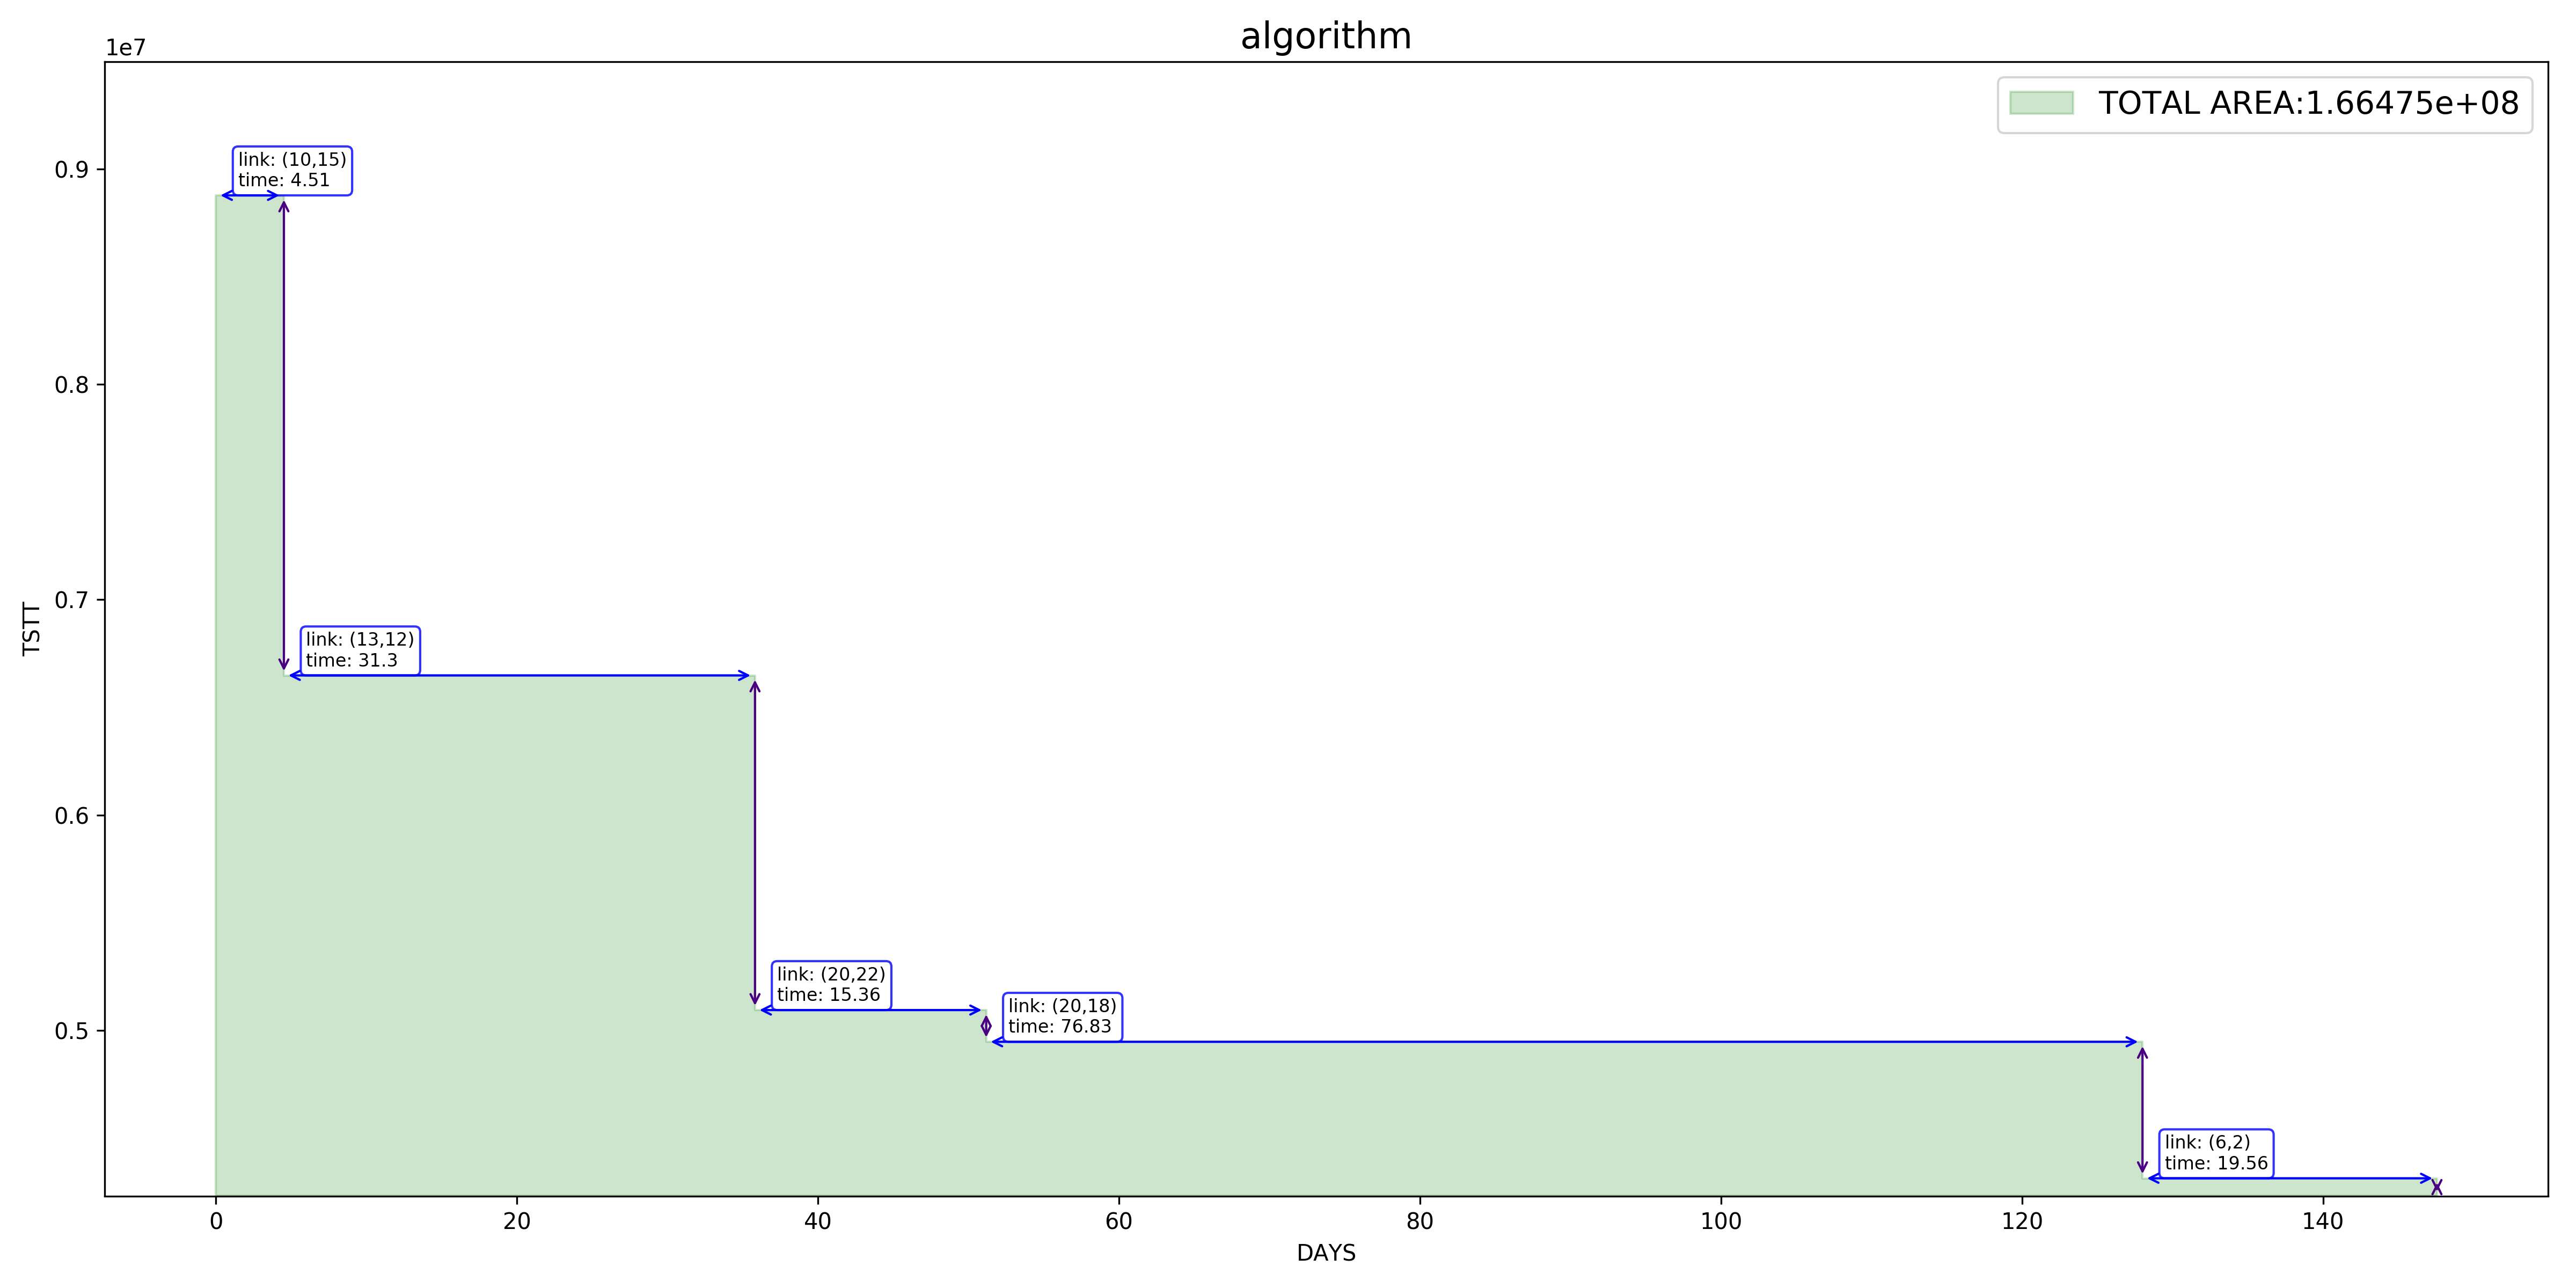 algorithm
1e7
TOTAL AREA:1.66475e+08
0.9
0.8
0.7
0.6
0.5
TSTT
link: (10,15)
time: 4.51
link: (13,12)
time: 31.3
link: (20,22)
time: 15.36
link: (20,18)
time: 76.83
link: (6,2)
time: 19.56
0 20 40 60 80 100 120 140
DAYS